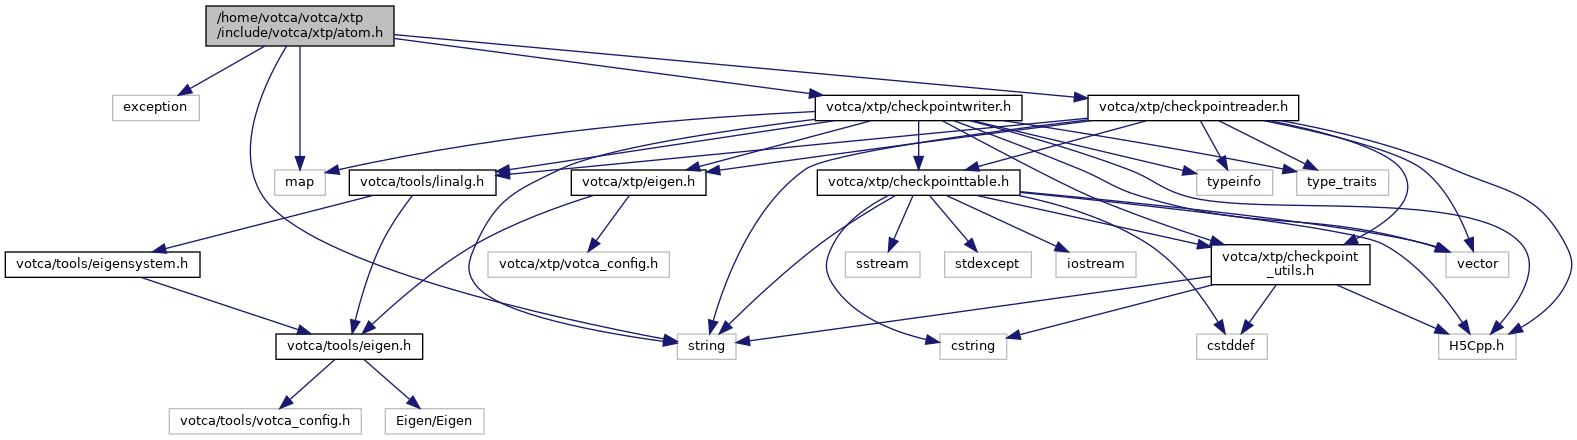 /home/votca/votca/xtp
/include/votca/xtp/atom.h
exception
votca/xtp/checkpointwriter.h
votca/xtp/checkpointreader.h
map
votca/tools/linalg.h
votca/xtp/eigen.h
votca/xtp/checkpointtable.h
typeinfo
type_traits
votca/tools/eigensystem.h
votca/xtp/votca_config.h
sstream
stdexcept
iostream
votca/xtp/checkpoint
_utils.h
vector
votca/tools/eigen.h
string
cstring
cstddef
H5Cpp.h
votca/tools/votca_config.h
Eigen/Eigen